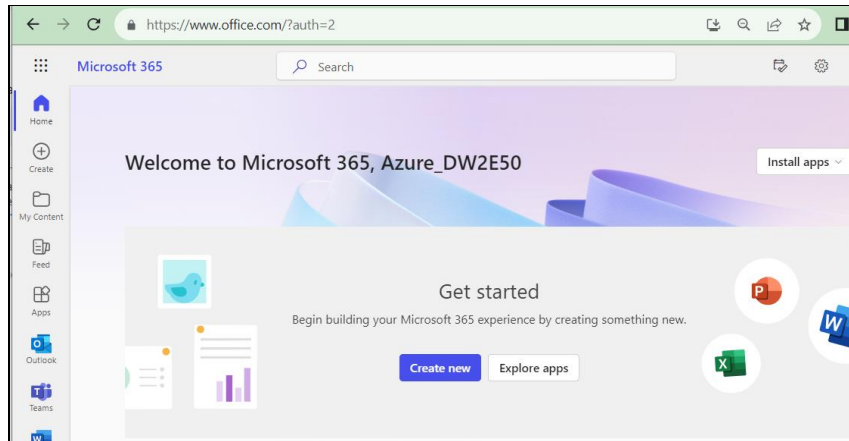 https://www.office.com/?auth=2
Microsoft 365
Search
Home
Create
My Content
Feed
Apps
Outlook
Teams
Welcome to Microsoft 365, Azure_DW2E50
Install apps
Get started
Begin building your Microsoft 365 experience by creating something new.
Create new
Explore apps
P
W
X